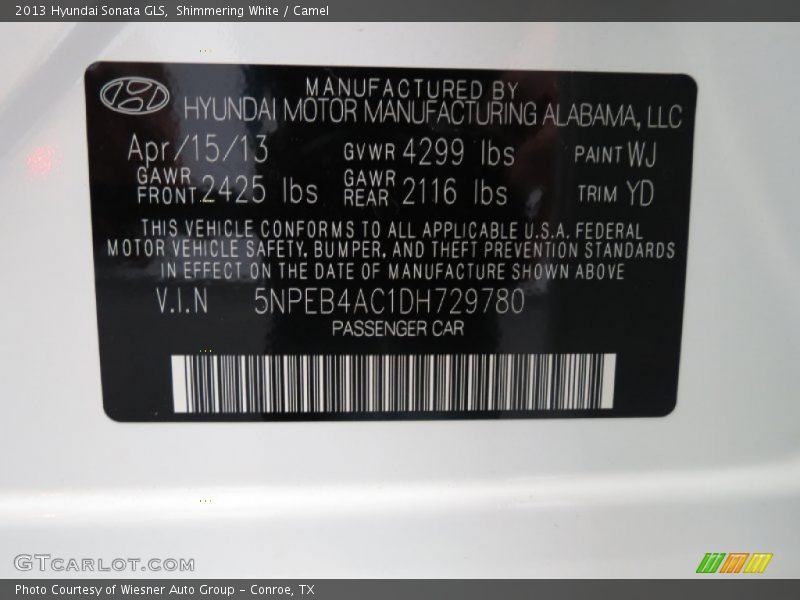 2013 Hyundai Sonata GLS,  Shimmering White / Camel
MANUFACTURED BY
HYUNDAI MOTOR MANUFACTURING ALABAMA, LLC
Apr/15/13 GVWR 4299 lbs PAINT WJ
GAWR FRONT 2425 lbs GAWR REAR 2116 lbs TRIM YD
THIS VEHICLE CONFORMS TO ALL APPLICABLE U.S.A. FEDERAL
MOTOR VEHICLE SAFETY, BUMPER, AND THEFT PREVENTION STANDARDS
IN EFFECT ON THE DATE OF MANUFACTURE SHOWN ABOVE
V.I.N 5NPEB4AC1DH729780
PASSENGER CAR
GTCARLOT.COM
Photo Courtesy of Wiesner Auto Group - Conroe, TX